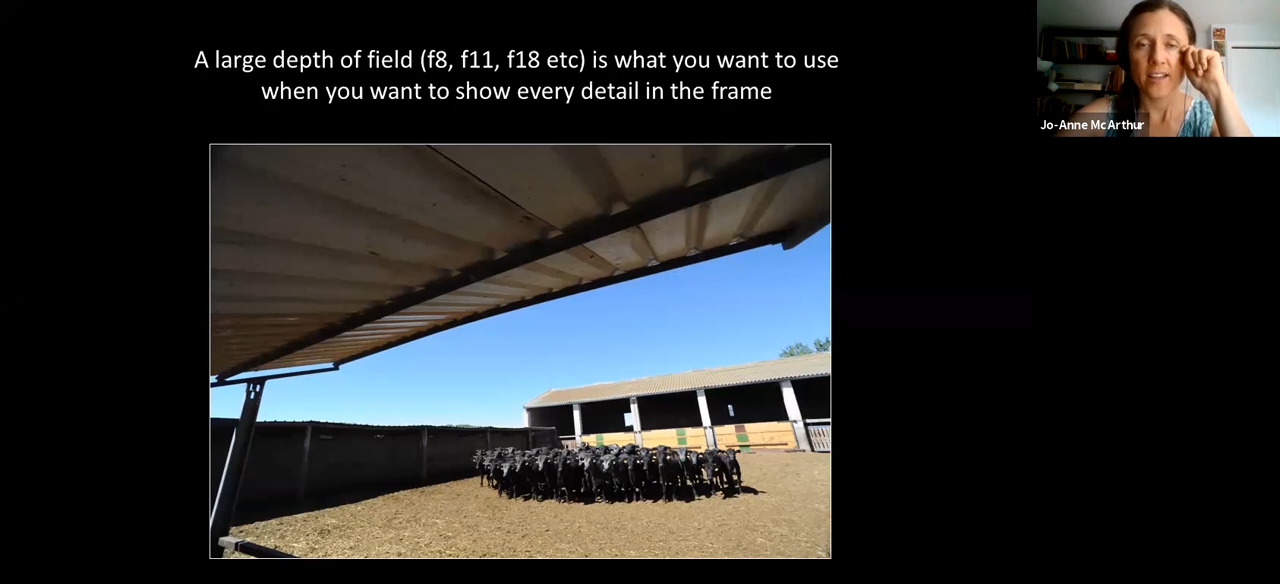 A large depth of field (f8, f11, f18 etc) is what you want to use
when you want to show every detail in the frame
Jo-Anne McArthur